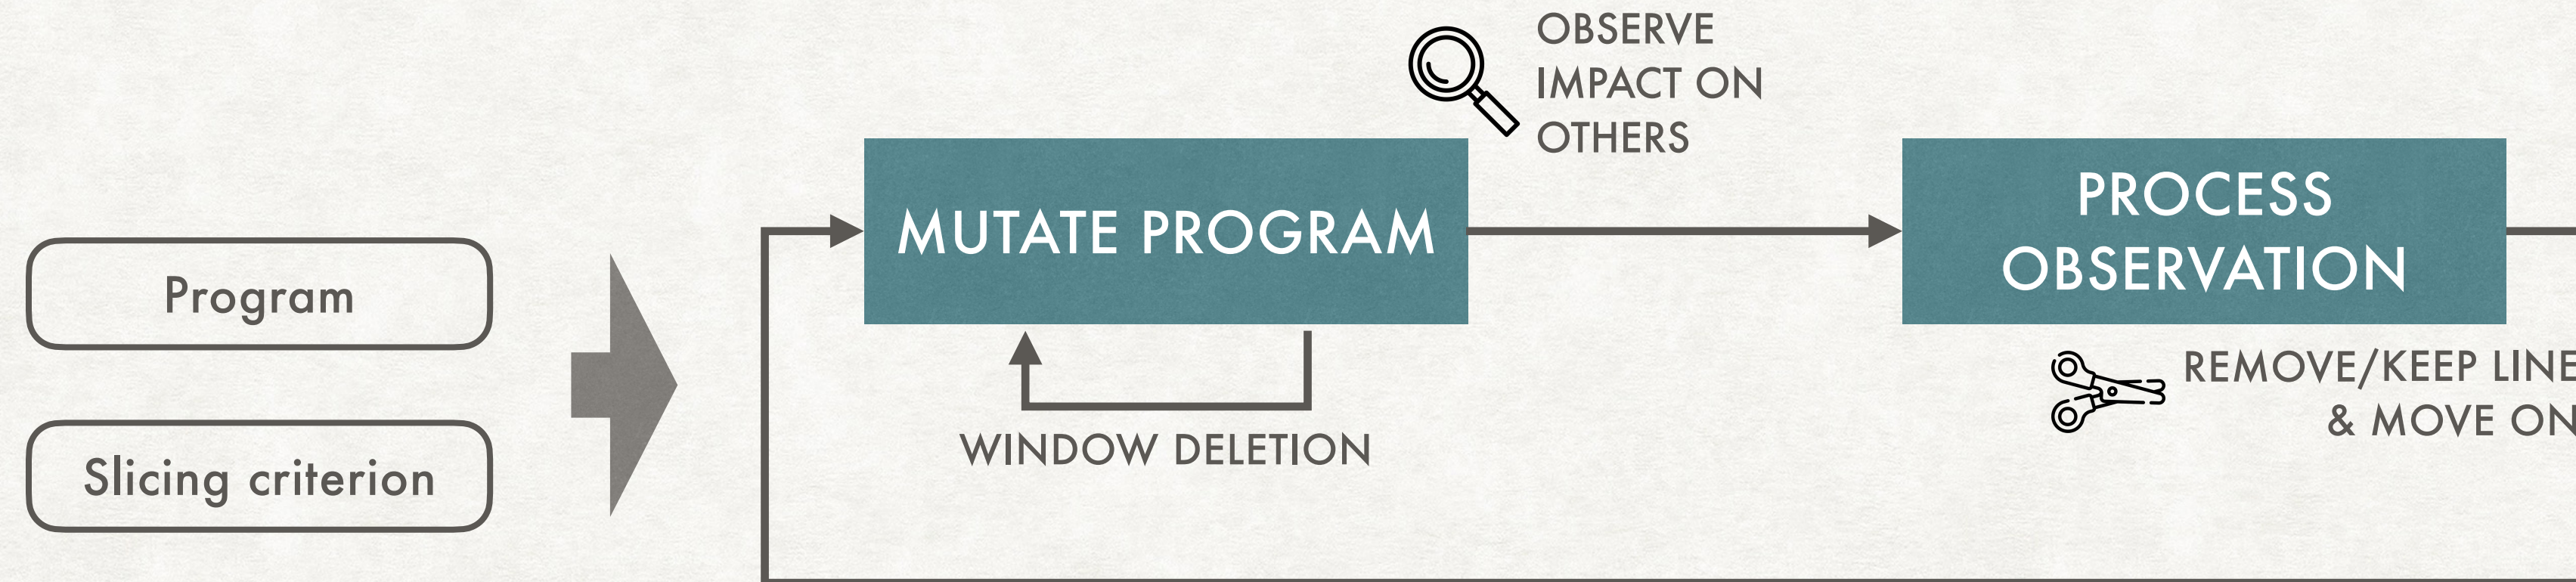 OBSERVE
IMPACT ON
OTHERS
MUTATE PROGRAM
PROCESS
OBSERVATION
Program
Slicing criterion
WINDOW DELETION
REMOVE/KEEP LINE
& MOVE ON